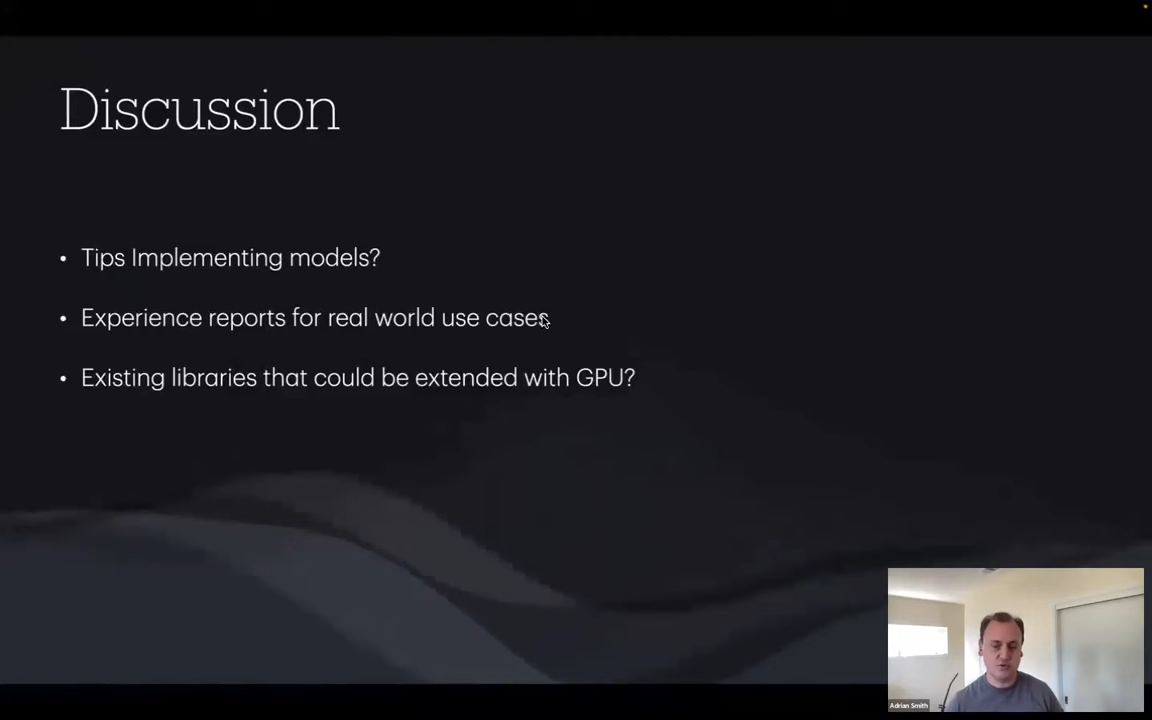 Discussion
• Tips Implementing models?
• Experience reports for real world use cases
• Existing libraries that could be extended with GPU?
Adrian Smith